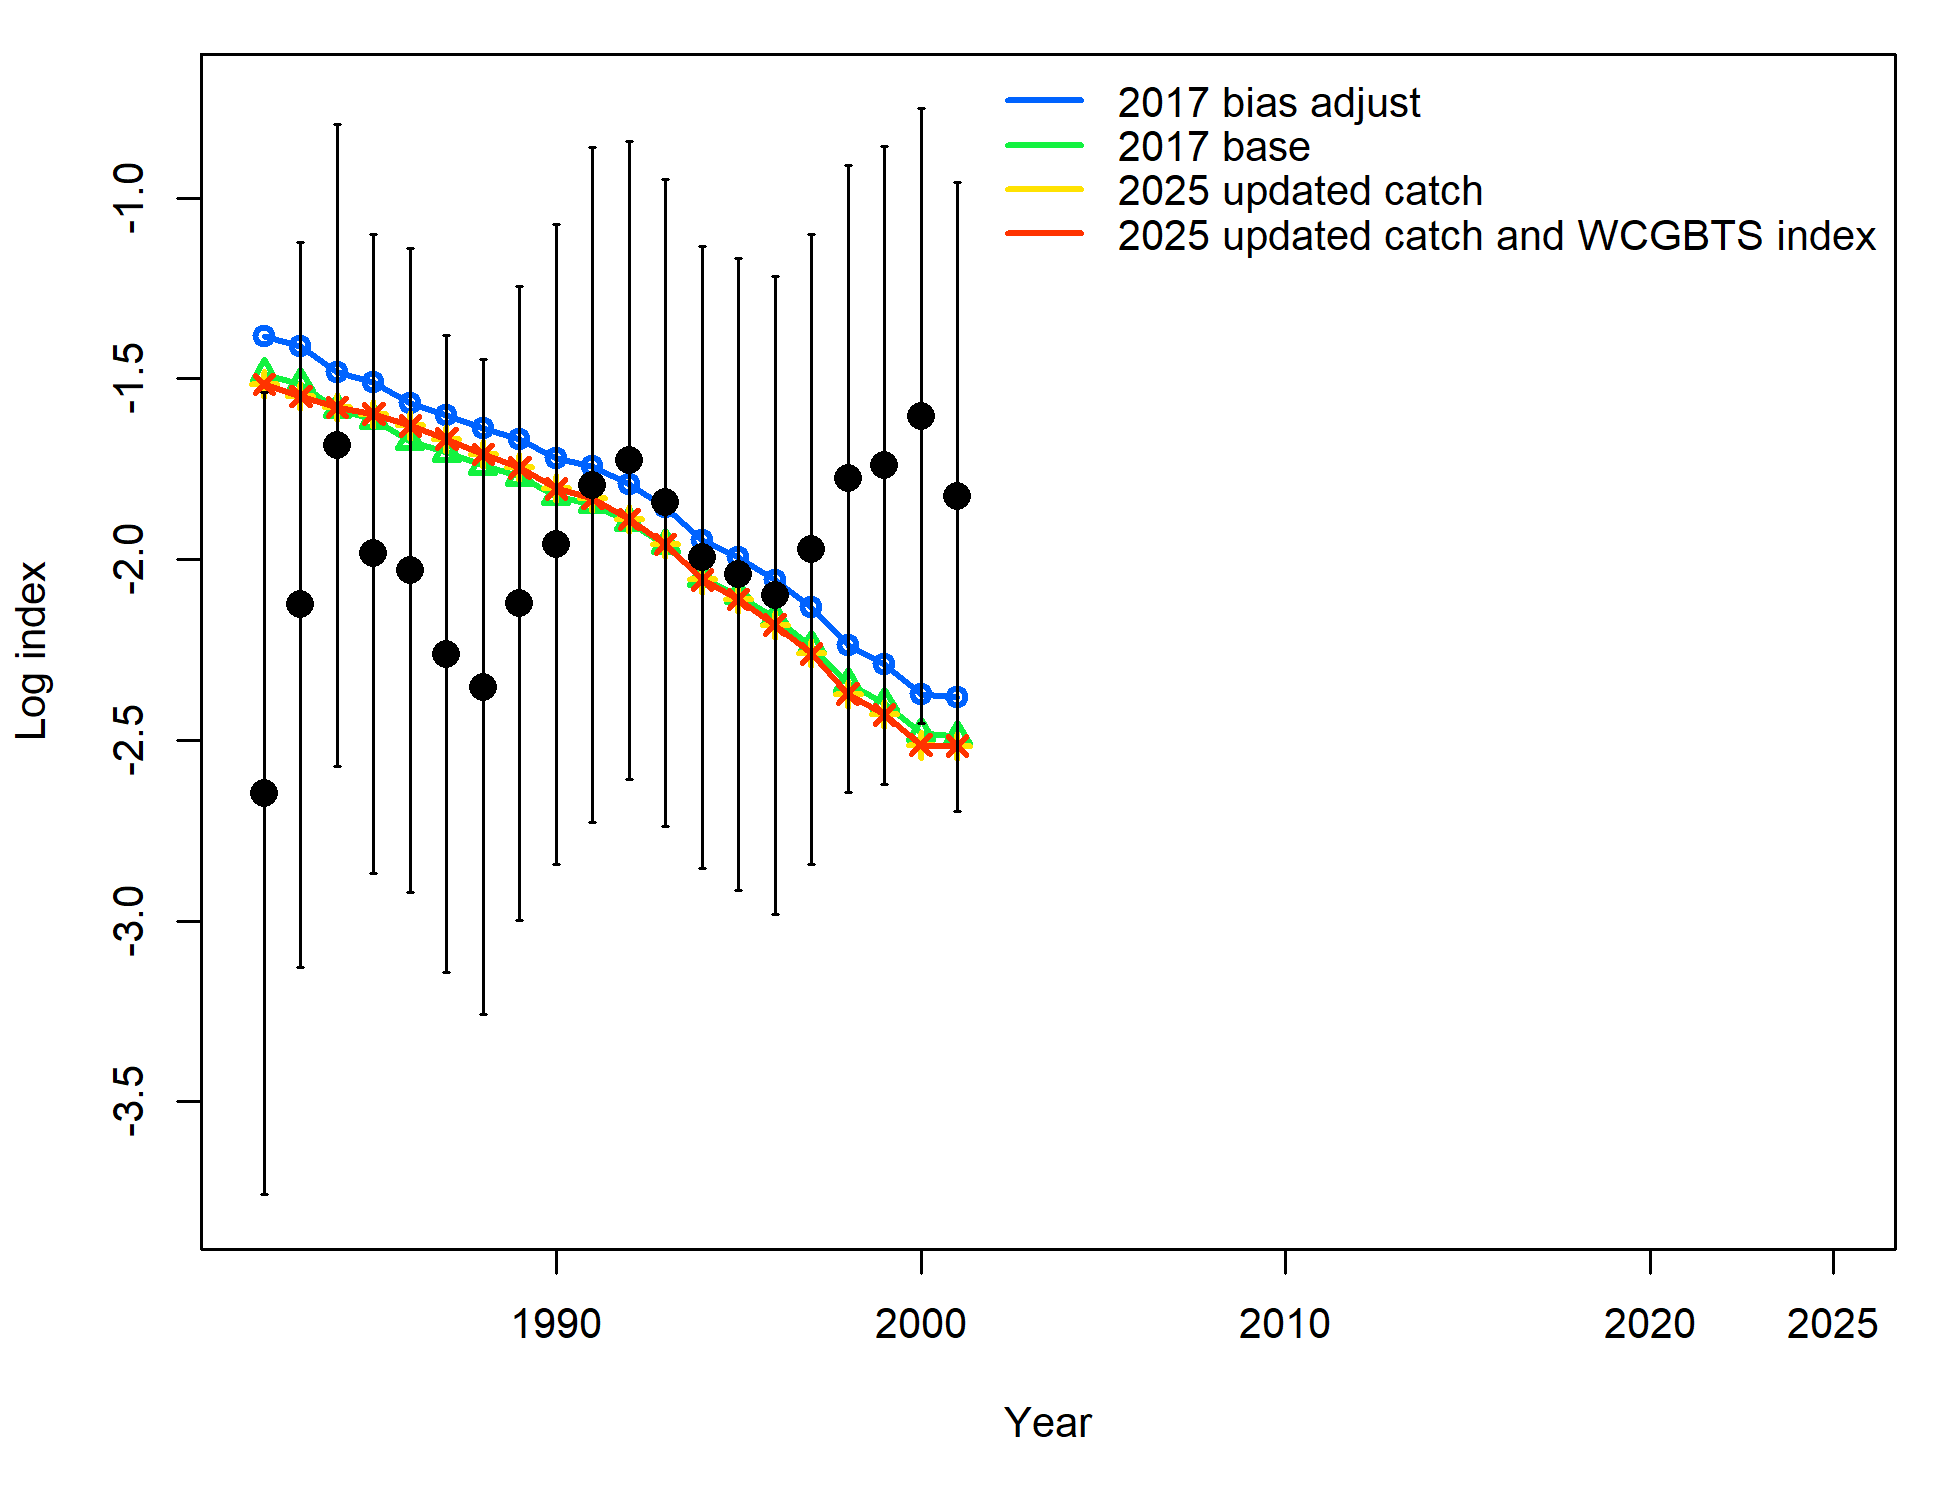 2017 bias adjust
2017 base
2025 updated catch
2025 updated catch and WCGBTS index
-1.0
-1.5
-2.0
-2.5
-3.0
-3.5
Log index
1990 2000 2010 2020 2025
Year